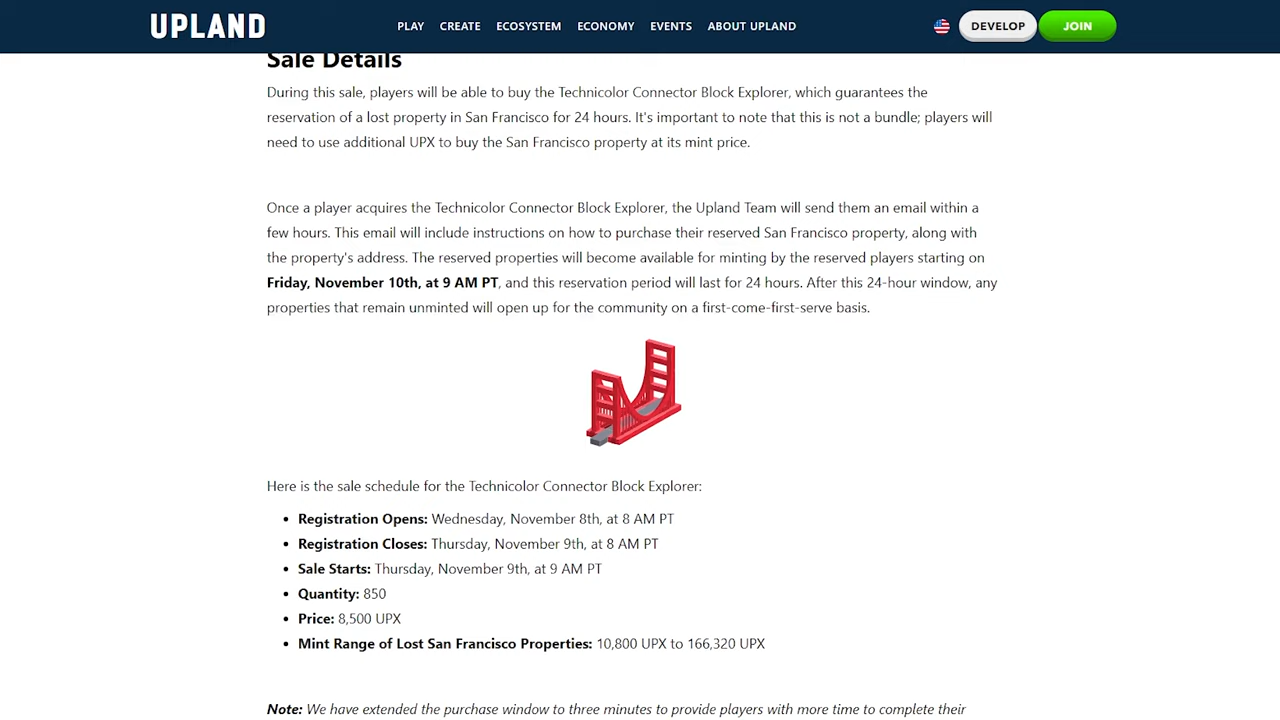 UPLAND PLAY CREATE ECOSYSTEM ECONOMY EVENTS ABOUT UPLAND DEVELOP JOIN
Sale Details
During this sale, players will be able to buy the Technicolor Connector Block Explorer, which guarantees the
reservation of a lost property in San Francisco for 24 hours. It's important to note that this is not a bundle; players will
need to use additional UPX to buy the San Francisco property at its mint price.
Once a player acquires the Technicolor Connector Block Explorer, the Upland Team will send them an email within a
few hours. This email will include instructions on how to purchase their reserved San Francisco property, along with
the property's address. The reserved properties will become available for minting by the reserved players starting on
Friday, November 10th, at 9 AM PT, and this reservation period will last for 24 hours. After this 24-hour window, any
properties that remain unminted will open up for the community on a first-come-first-serve basis.
Here is the sale schedule for the Technicolor Connector Block Explorer:
• Registration Opens: Wednesday, November 8th, at 8 AM PT
• Registration Closes: Thursday, November 9th, at 8 AM PT
• Sale Starts: Thursday, November 9th, at 9 AM PT
• Quantity: 850
• Price: 8,500 UPX
• Mint Range of Lost San Francisco Properties: 10,800 UPX to 166,320 UPX
Note: We have extended the purchase window to three minutes to provide players with more time to complete their